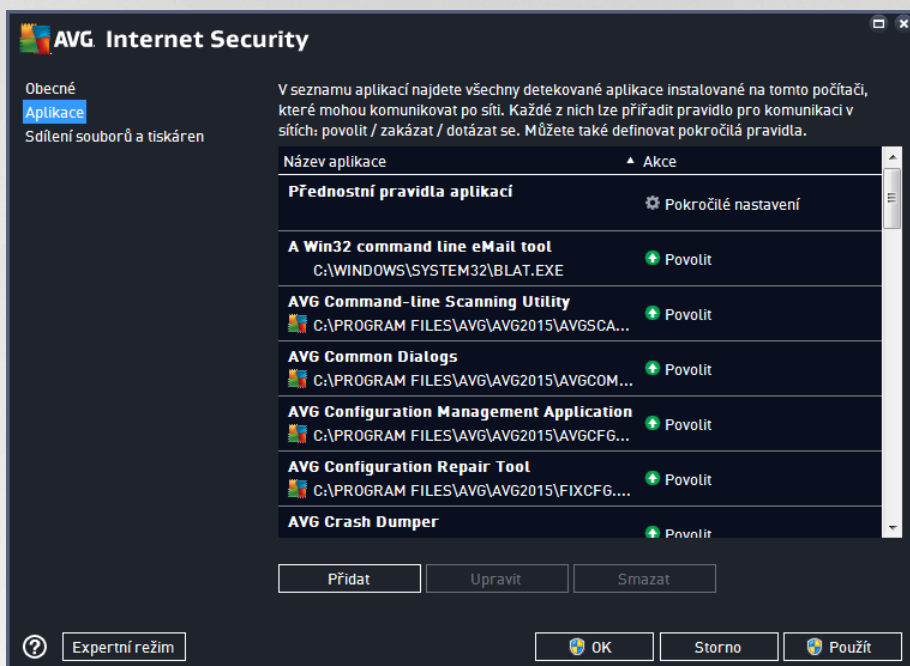 AVG Internet Security
Obecné
Aplikace
Sdílení souborů a tiskáren
V seznamu aplikací najdete všechny detekované aplikace instalované na tomto počítači,
které mohou komunikovat po síti. Každé z nich lze přiřadit pravidlo pro komunikaci v
sítích: povolit / zakázat / dotázat se. Můžete také definovat pokročilá pravidla.
Název aplikace Akce
Přednostní pravidla aplikací
Pokročilé nastavení
A Win32 command line eMail tool
C:\WINDOWS\SYSTEM32\BLAT.EXE
Povolit
AVG Command-line Scanning Utility
C:\PROGRAM FILES\AVG\AVG2015\AVGSCA...
Povolit
AVG Common Dialogs
C:\PROGRAM FILES\AVG\AVG2015\AVGCOM...
Povolit
AVG Configuration Management Application
C:\PROGRAM FILES\AVG\AVG2015\AVGCFG...
Povolit
AVG Configuration Repair Tool
C:\PROGRAM FILES\AVG\AVG2015\FIXCFG....
Povolit
AVG Crash Dumper
Povolit
Přidat Upravit Smazat
? Expertní režim OK Storno Použít